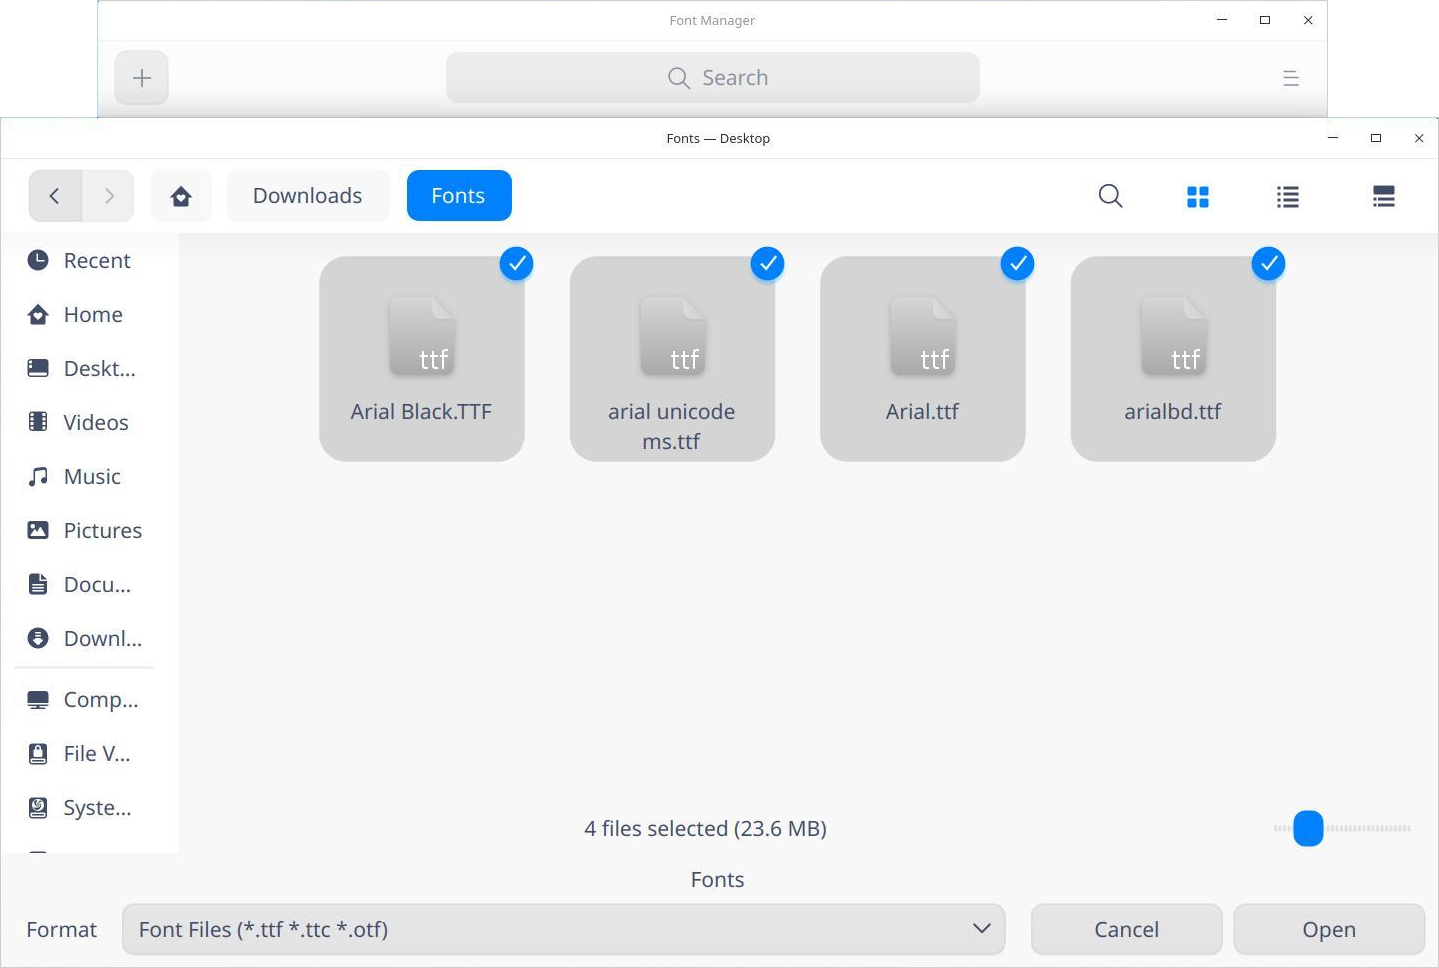 Font Manager
Search
Fonts — Desktop
Downloads
Fonts
Recent
Home
Deskt...
Videos
Music
Pictures
Docu...
Downl...
Comp...
File V...
Syste...
ttf
Arial Black.TTF
ttf
arial unicode
ms.ttf
ttf
Arial.ttf
ttf
arialbd.ttf
4 files selected (23.6 MB)
Fonts
Format
Font Files (*.ttf *.ttc *.otf)
Cancel
Open